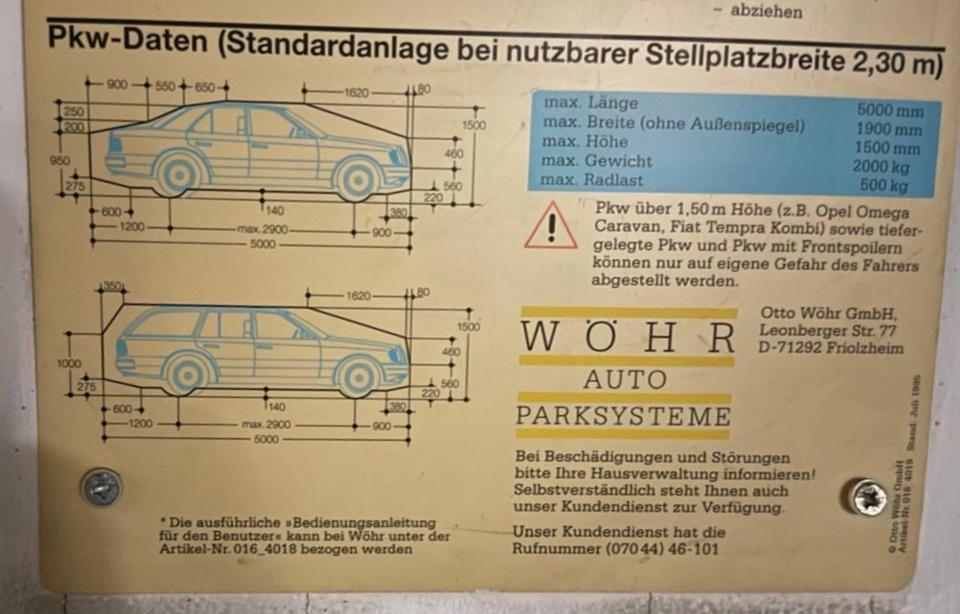 – abziehen
Pkw-Daten (Standardanlage bei nutzbarer Stellplatzbreite 2,30 m)
900 550 650 1620 80
250
200
950
275
1500
460
560
220
600 140 380
1200 max. 2900 900
5000
max. Länge 5000 mm
max. Breite (ohne Außenspiegel) 1900 mm
max. Höhe 1500 mm
max. Gewicht 2000 kg
max. Radlast 500 kg
Pkw über 1,50 m Höhe (z.B. Opel Omega
Caravan, Fiat Tempra Kombi) sowie tiefer-
gelegte Pkw und Pkw mit Frontspoilern
können nur auf eigene Gefahr des Fahrers
abgestellt werden.
350 1620 80
1000
275
1500
460
560
220
600 140 380
1200 max. 2900 900
5000
WÖHR
AUTO
PARKSYSTEME
Otto Wöhr GmbH,
Leonberger Str. 77
D-71292 Friolzheim
Bei Beschädigungen und Störungen
bitte Ihre Hausverwaltung informieren!
Selbstverständlich steht Ihnen auch
unser Kundendienst zur Verfügung.
Unser Kundendienst hat die
Rufnummer (070 44) 46-101
* Die ausführliche »Bedienungsanleitung
für den Benutzer« kann bei Wöhr unter der
Artikel-Nr. 016_4018 bezogen werden
© Otto Wöhr GmbH
Artikel-Nr. 016_4019 Stand: Juli 1995